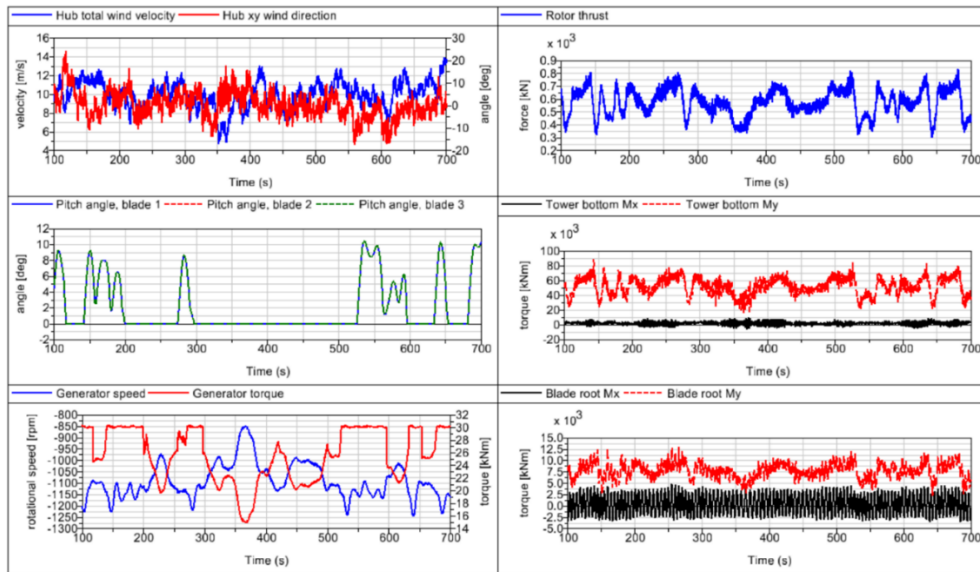 Hub total wind velocity Hub xy wind direction
16 14 12 10 8 6 4
velocity [m/s]
30 20 10 0 -10 -20
angle [deg]
100 200 300 400 500 600 700
Time (s)
Rotor thrust
x 10³
0.9 0.8 0.7 0.6 0.5 0.4 0.3 0.2
force [kN]
100 200 300 400 500 600 700
Time (s)
Pitch angle, blade 1 Pitch angle, blade 2 Pitch angle. blade 3
12 10 8 6 4 2 0 -2
angle [deg]
100 200 300 400 500 600 700
Time (s)
Tower bottom Mx Tower bottom My
x 10³
100 80 60 40 20 0 -20
torque [kNm]
100 200 300 400 500 600 700
Time (s)
Generator speed Generator torque
-800 -850 -900 -950 -1000 -1050 -1100 -1150 -1200 -1250 -1300
rotational speed [rpm]
32 30 28 26 24 22 20 18 16 14
torque [kNm]
100 200 300 400 500 600 700
Time (s)
Blade root Mx Blade root My
x 10³
15.0 12.5 10.0 7.5 5.0 2.5 0.0 -2.5 -5.0
torque [kNm]
100 200 300 400 500 600 700
Time (s)